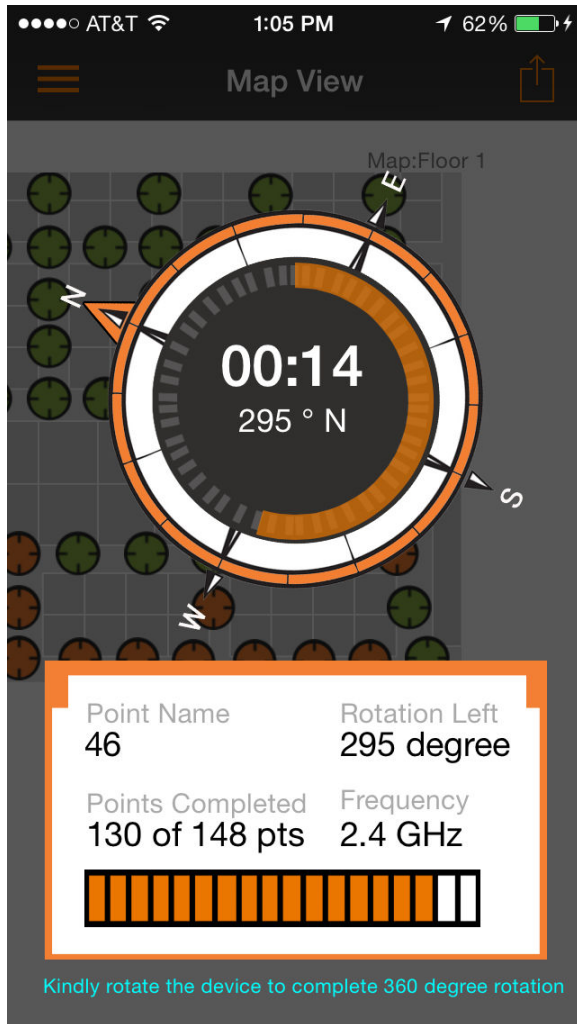 AT&T 1:05 PM 62%
Map View
Map:Floor 1
E
N
00:14
295 ° N
S
W
Point Name Rotation Left
46 295 degree
Points Completed Frequency
130 of 148 pts 2.4 GHz
Kindly rotate the device to complete 360 degree rotation